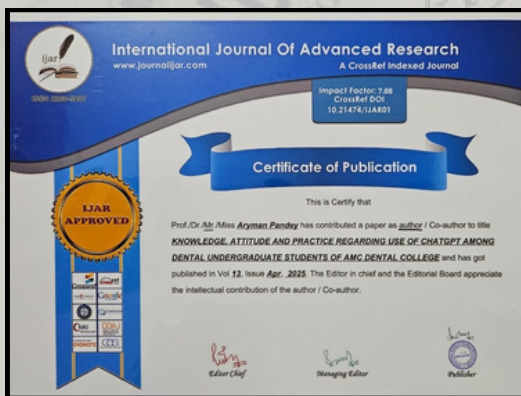 ijar
International Journal Of Advanced Research
www.journalijar.com
A CrossRef Indexed Journal
Impact Factor: 7.08
CrossRef DOI
10.21474/IJAR01
Certificate of Publication
IJAR
APPROVED
This is Certify that
Prof./Dr./Mr./Miss Aryman Pandey has contributed a paper as author / Co-author to title
KNOWLEDGE, ATTITUDE AND PRACTICE REGARDING USE OF CHATGPT AMONG
DENTAL UNDERGRADUATE STUDENTS OF AMC DENTAL COLLEGE and has got
published in Vol 13, Issue Apr, 2025. The Editor in chief and the Editorial Board appreciate
the intellectual contribution of the author / Co-author.
Crossref
Google
Editor Chief
Managing Editor
Publisher